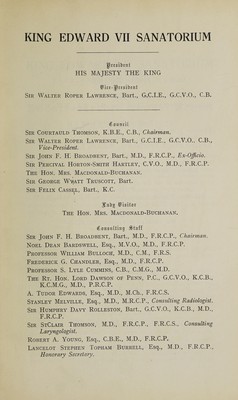 KING EDWARD VII SANATORIUM
President
HIS MAJESTY THE KING
Vice-President
SIR WALTER ROPER LAWRENCE, Bart., G.C.I.E., G.C.V.O., C.B.
Council
SIR COURTAULD THOMSON, K.B.E., C.B., Chairman.
SIR WALTER ROPER LAWRENCE, Bart., G.C.I.E., G.C.V.O. C.B.,
Vice-President.
SIR JOHN F. H. BROADBENT, Bart., M.D., F.R.C.P., Ex-Officio.
SIR PERCIVAL HORTON-SMITH HARTLEY, C.V.O., M.D., F.R.C.P.
THE HON. MRS. MACDONALD-BUCHANAN.
SIR GEORGE WYATT TRUSCOTT, Bart.
SIR FELIX CASSEL, Bart., K.C.
Lady Visitor
THE HON. MRS. MACDONALD-BUCHANAN.
Consulting Staff
SIR JOHN F. H. BROADBENT, Bart., M.D., F.R.C.P., Chairman.
NOEL DEAN BARDSWELL, Esq., M.V.O., M.D., F.R.C.P.
PROFESSOR WILLIAM BULLOCH, M.D., C.M., F.R.S.
FREDERICK G. CHANDLER, Esq., M.D., F.R.C.P.
PROFESSOR S. LYLE CUMMINS, C.B., C.M.G., M.D.
THE RT. HON. LORD DAWSON OF PENN, P.C., G.C.V.O., K.C.B.,
K.C.M.G., M.D., P.R.C.P.
A. TUDOR EDWARDS, Esq., M.D., M.Ch., F.R.C.S.
STANLEY MELVILLE, Esq., M.D., M.R.C.P., Consulting Radiologist.
SIR HUMPHRY DAVY ROLLESTON, Bart., G.C.V.O., K.C.B., M.D.,
F.R.C.P.
SIR STCLAIR THOMSON, M.D., F.R.C.P., F.R.C.S., Consulting
Laryngologist.
ROBERT A. YOUNG, Esq., C.B.E., M.D., F.R.C.P.
LANCELOT STEPHEN TOPHAM BURRELL, Esq., M.D., F.R.C.P.,
Honorary Secretary.